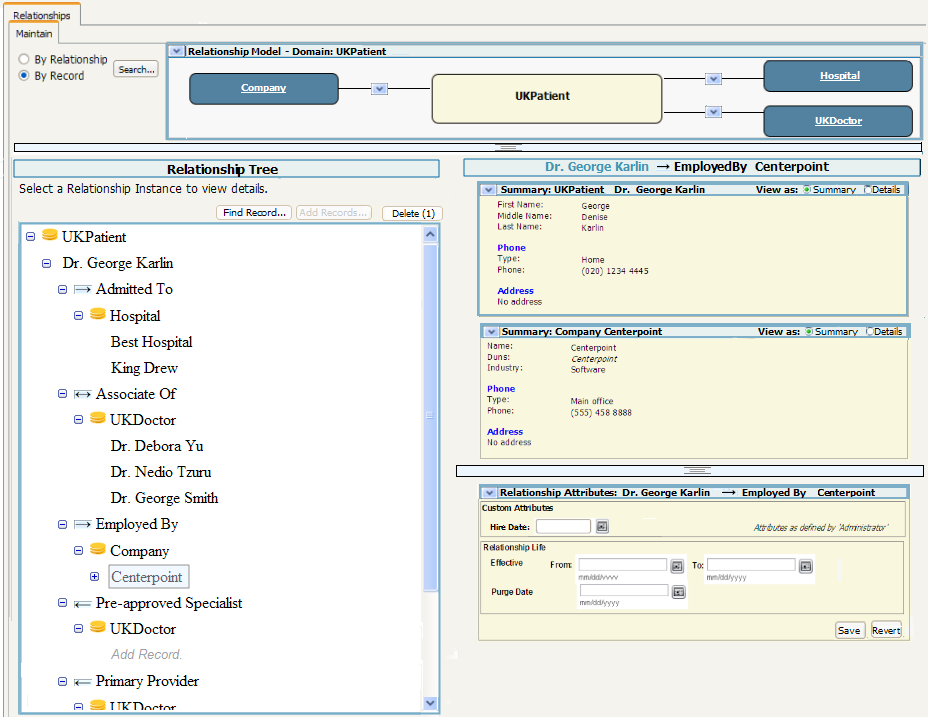 Relationships
Maintain
By Relationship
By Record
Search...
Relationship Model - Domain: UKPatient
Company
UKPatient
Hospital
UKDoctor
Relationship Tree
Select a Relationship Instance to view details.
Find Record... Add Records... Delete (1)
UKPatient
Dr. George Karlin
Admitted To
Hospital
Best Hospital
King Drew
Associate Of
UKDoctor
Dr. Debora Yu
Dr. Nedio Tzuru
Dr. George Smith
Employed By
Company
Centerpoint
Pre-approved Specialist
UKDoctor
Add Record.
Primary Provider
UKDoctor
Dr. George Karlin → EmployedBy Centerpoint
Summary: UKPatient Dr. George Karlin View as: Summary Details
First Name: George
Middle Name: Denise
Last Name: Karlin
Phone
Type: Home
Phone: (020) 1234 4445
Address
No address
Summary: Company Centerpoint View as: Summary Details
Name: Centerpoint
Duns: Centerpoint
Industry: Software
Phone
Type: Main office
Phone: (555) 458 8888
Address
No address
Relationship Attributes: Dr. George Karlin → Employed By Centerpoint
Custom Attributes
Hire Date: Attributes as defined by 'Administrator'
Relationship Life
Effective From: To:
mm/dd/yyyy mm/dd/yyyy
Purge Date
mm/dd/yyyy
Save Revert